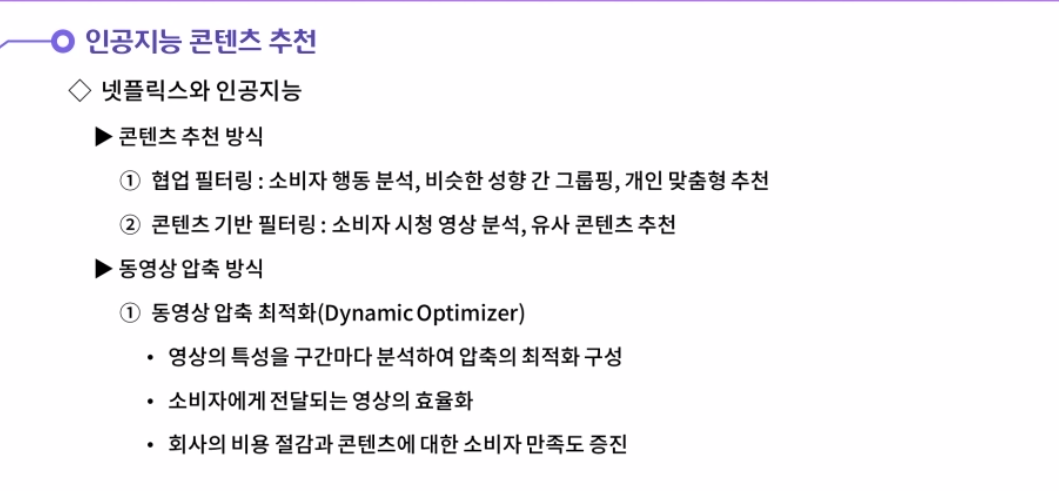 인공지능 콘텐츠 추천
◇ 넷플릭스와 인공지능
▶ 콘텐츠 추천 방식
① 협업 필터링 : 소비자 행동 분석, 비슷한 성향 간 그룹핑, 개인 맞춤형 추천
② 콘텐츠 기반 필터링 : 소비자 시청 영상 분석, 유사 콘텐츠 추천
▶ 동영상 압축 방식
① 동영상 압축 최적화(Dynamic Optimizer)
• 영상의 특성을 구간마다 분석하여 압축의 최적화 구성
• 소비자에게 전달되는 영상의 효율화
• 회사의 비용 절감과 콘텐츠에 대한 소비자 만족도 증진